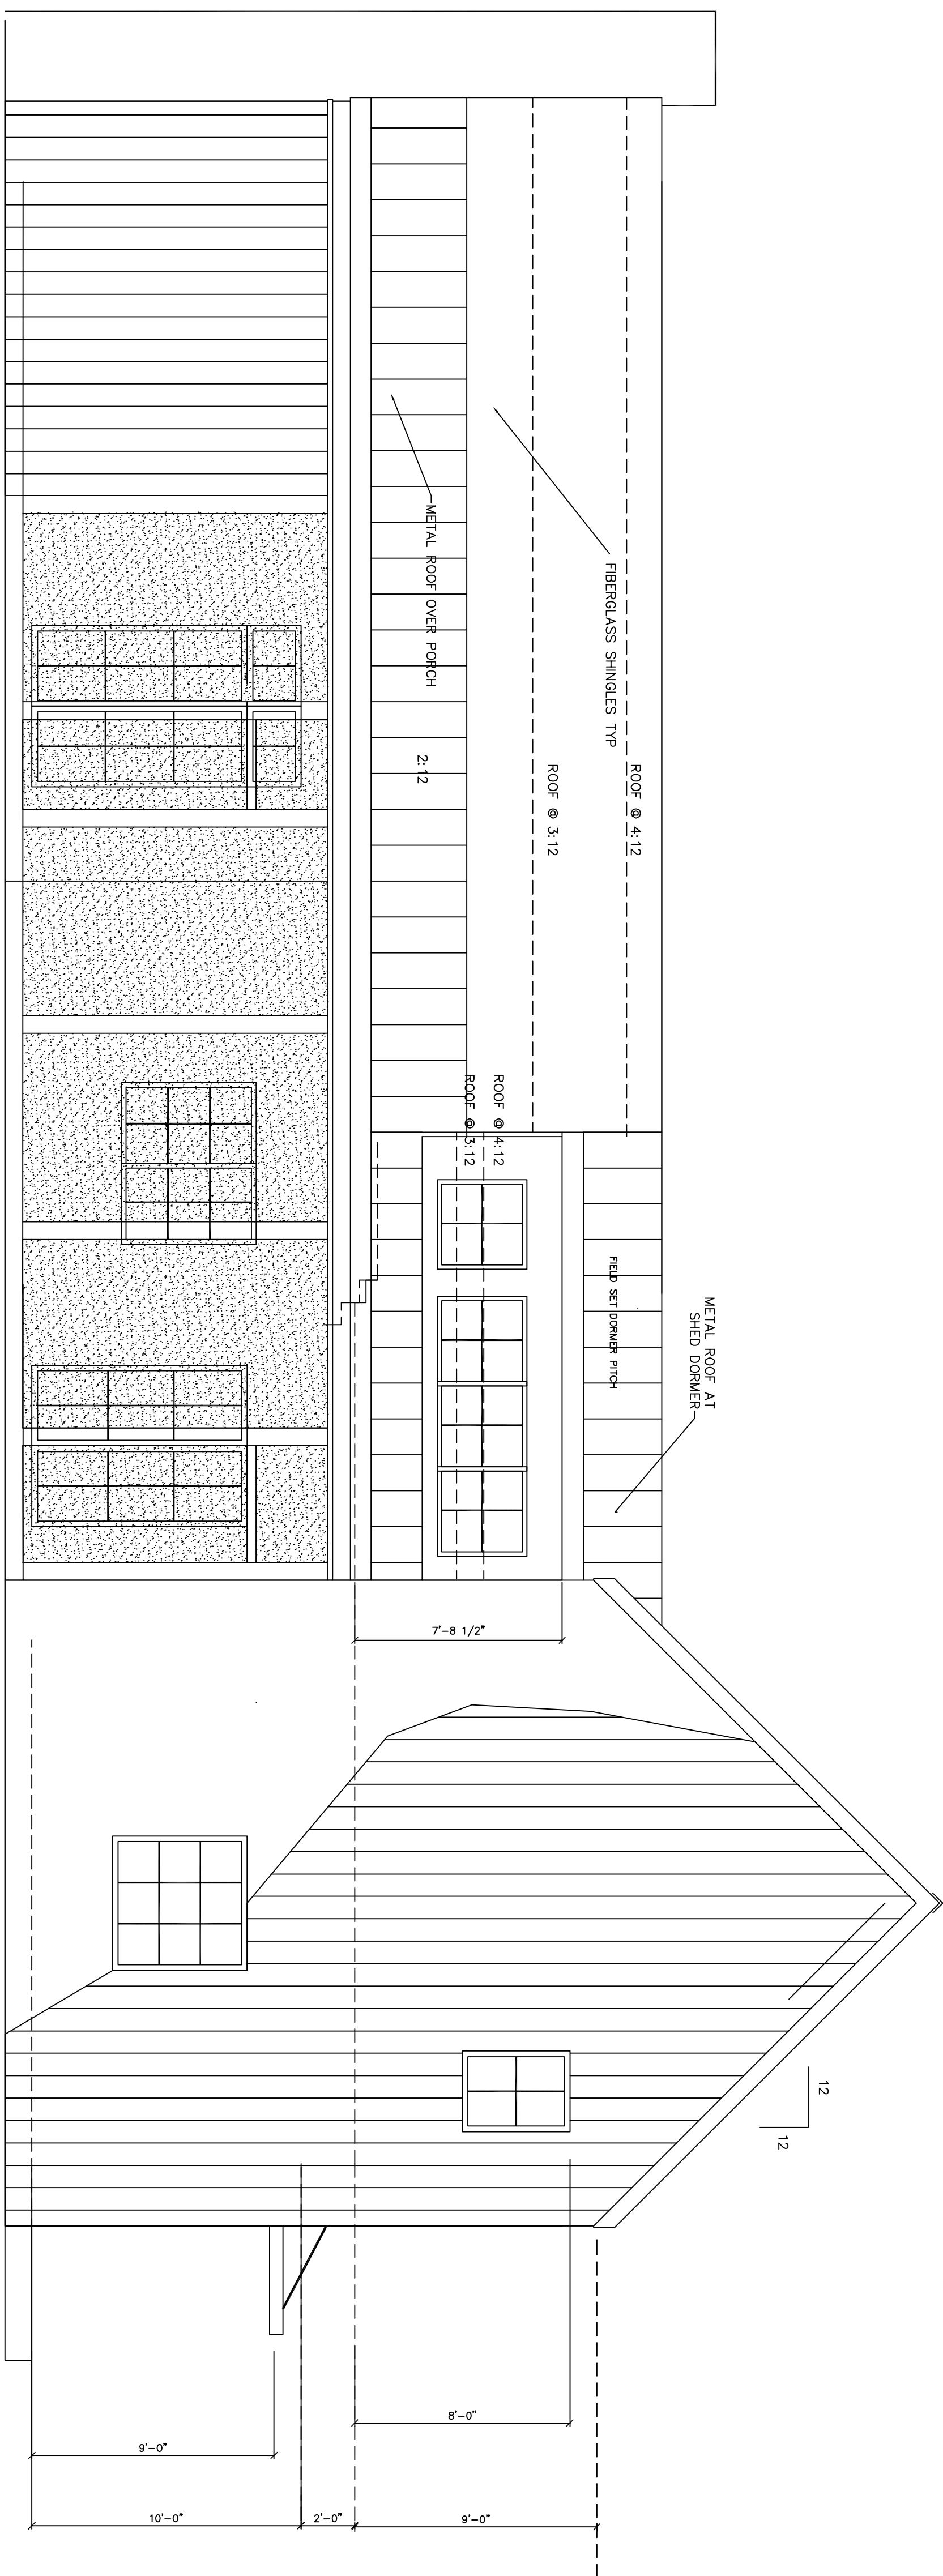 METAL ROOF AT
SHED DORMER
ROOF @ 4:12
FIBERGLASS SHINGLES TYP
FIELD SET DORMER PITCH
ROOF @ 3:12
ROOF @ 4:12
ROOF @ 3:12
METAL ROOF OVER PORCH
2:12
12
12
7'-8 1/2"
8'-0"
9'-0"
10'-0"
2'-0"
9'-0"